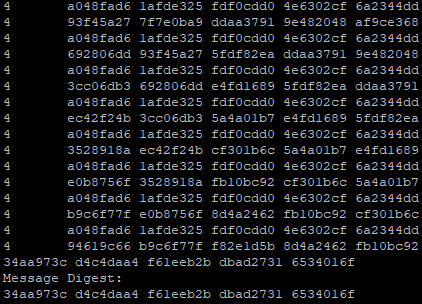 4 a048fad6 1afde325 fdf0cdd0 4e6302cf 6a2344dd
4 93f45a27 7f7e0ba9 ddaa3791 9e482048 af9ce368
4 a048fad6 1afde325 fdf0cdd0 4e6302cf 6a2344dd
4 692806dd 93f45a27 5fdf82ea ddaa3791 9e482048
4 a048fad6 1afde325 fdf0cdd0 4e6302cf 6a2344dd
4 3cc06db3 692806dd e4fd1689 5fdf82ea ddaa3791
4 a048fad6 1afde325 fdf0cdd0 4e6302cf 6a2344dd
4 ec42f24b 3cc06db3 5a4a01b7 e4fd1689 5fdf82ea
4 a048fad6 1afde325 fdf0cdd0 4e6302cf 6a2344dd
4 3528918a ec42f24b cf301b6c 5a4a01b7 e4fd1689
4 a048fad6 1afde325 fdf0cdd0 4e6302cf 6a2344dd
4 e0b8756f 3528918a fb10bc92 cf301b6c 5a4a01b7
4 a048fad6 1afde325 fdf0cdd0 4e6302cf 6a2344dd
4 b9c6f77f e0b8756f 8d4a2462 fb10bc92 cf301b6c
4 a048fad6 1afde325 fdf0cdd0 4e6302cf 6a2344dd
4 94619c66 b9c6f77f f82e1d5b 8d4a2462 fb10bc92
34aa973c d4c4daa4 f61eeb2b dbad2731 6534016f
Message Digest:
34aa973c d4c4daa4 f61eeb2b dbad2731 6534016f